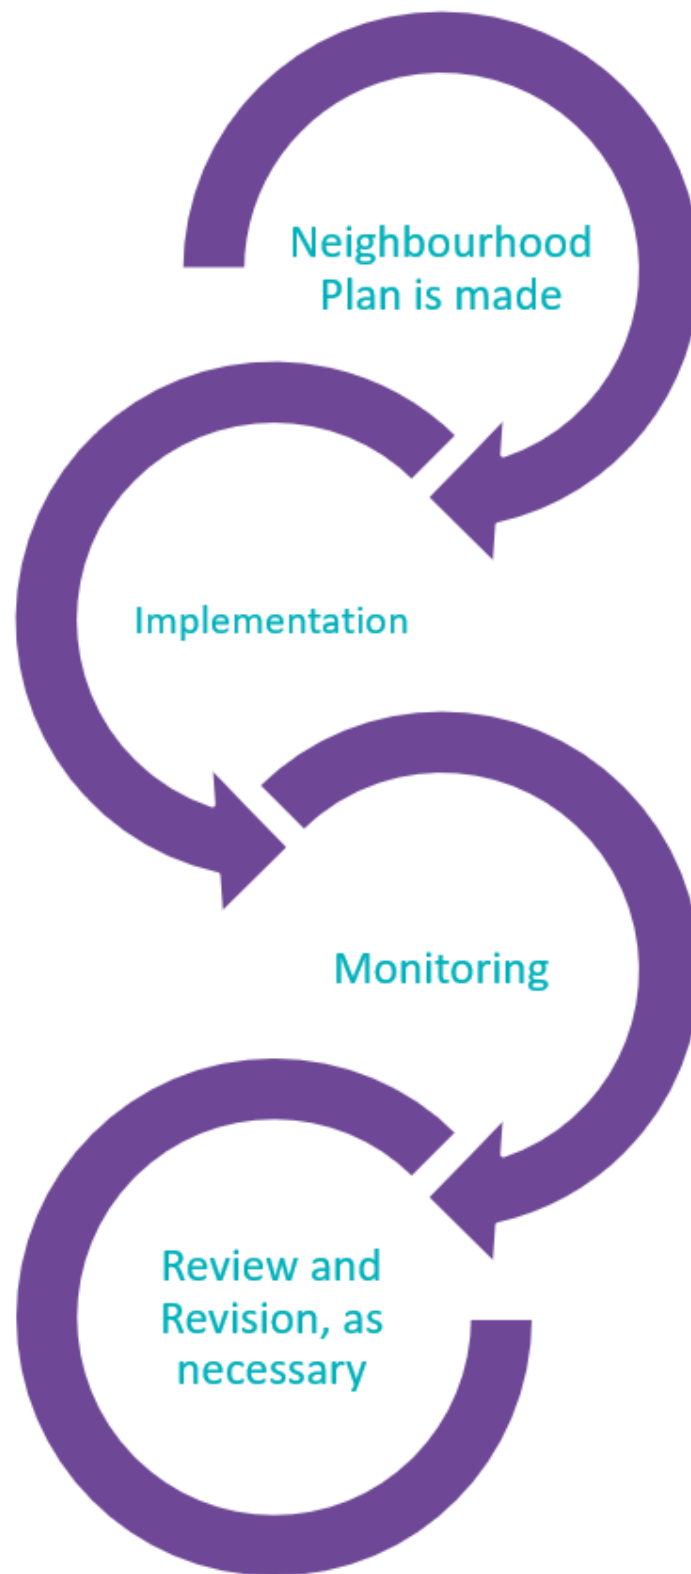 Neighbourhood
Plan is made
Implementation
Monitoring
Review and
Revision, as
necessary